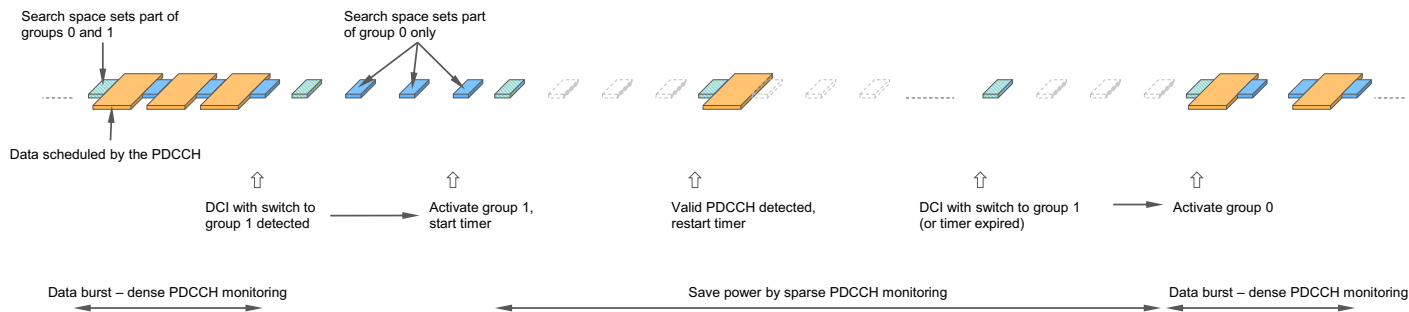 Search space sets part of
groups 0 and 1
Search space sets part
of group 0 only
Data scheduled by the PDCCH
DCI with switch to
group 1 detected
Activate group 1,
start timer
Valid PDCCH detected,
restart timer
DCI with switch to group 1
(or timer expired)
Activate group 0
Data burst – dense PDCCH monitoring
Save power by sparse PDCCH monitoring
Data burst – dense PDCCH monitoring